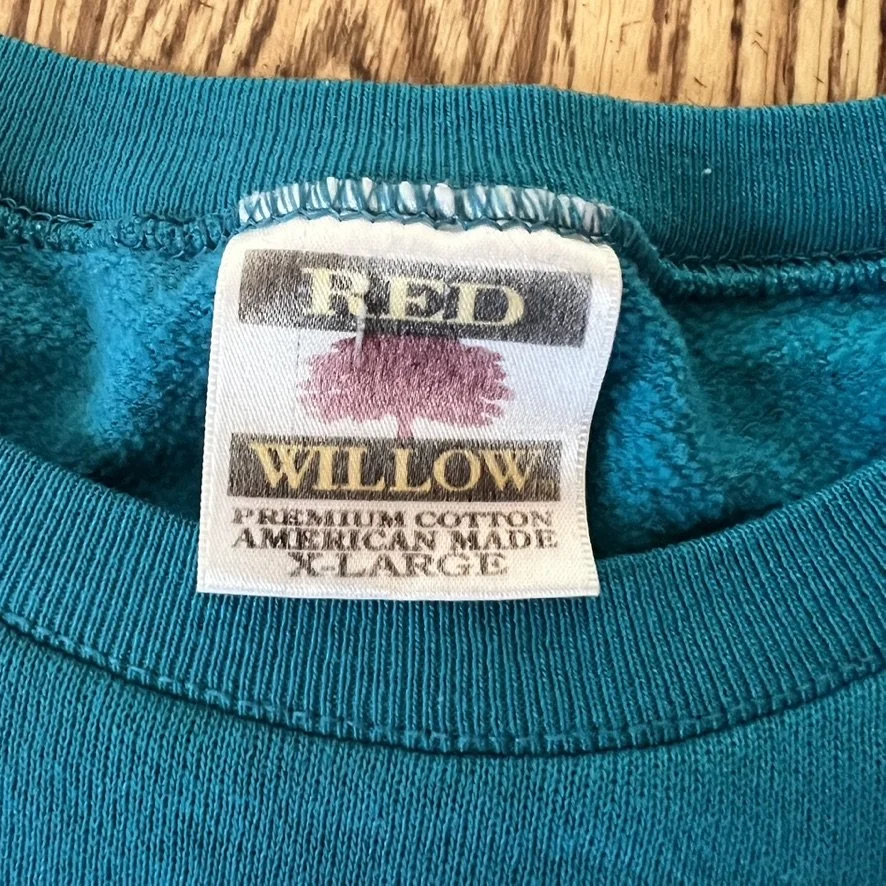 RED
WILLOW
PREMIUM COTTON
AMERICAN MADE
X-LARGE